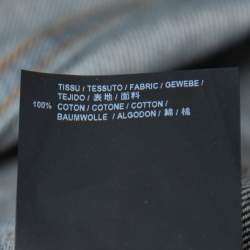 TISSU / TESSUTO / FABRIC / GEWEBE /
TEJIDO / 表地 / 面料
100% COTON / COTONE / COTTON /
BAUMWOLLE / ALGODON / 綿 / 棉